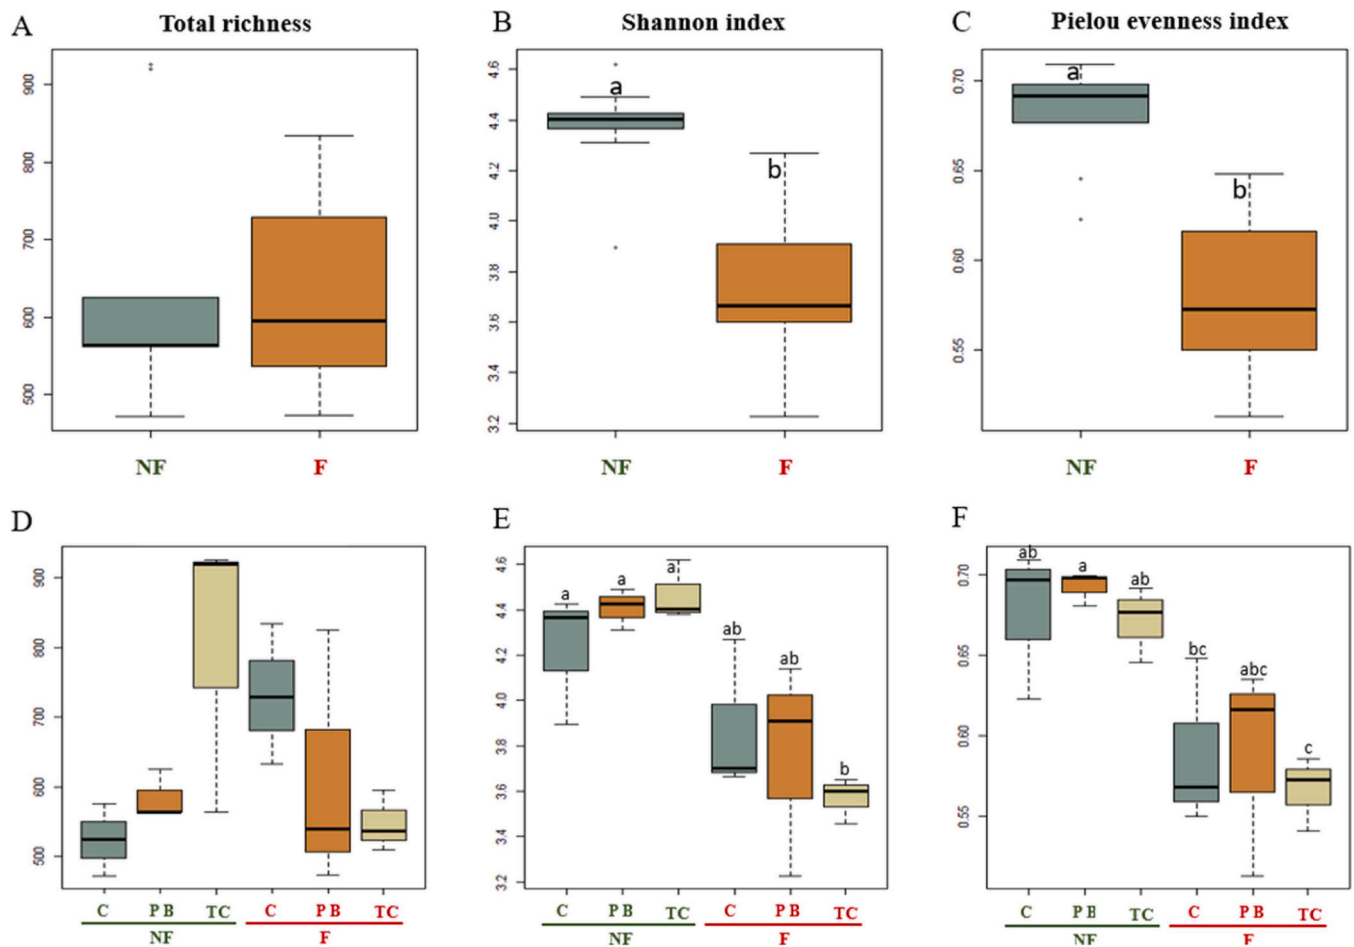 A Total richness
B Shannon index
C Pielou evenness index
900
800
700
600
500
NF F
4.6
4.4
4.2
4.0
3.8
3.6
3.4
3.2
a
b
NF F
0.70
0.65
0.60
0.55
a
b
NF F
D
900
800
700
600
500
C PB TC C PB TC
NF F
E
4.6
4.4
4.2
4.0
3.8
3.6
3.4
3.2
a a a ab ab b
C PB TC C PB TC
NF F
F
0.70
0.65
0.60
0.55
ab a ab bc abc c
C PB TC C PB TC
NF F